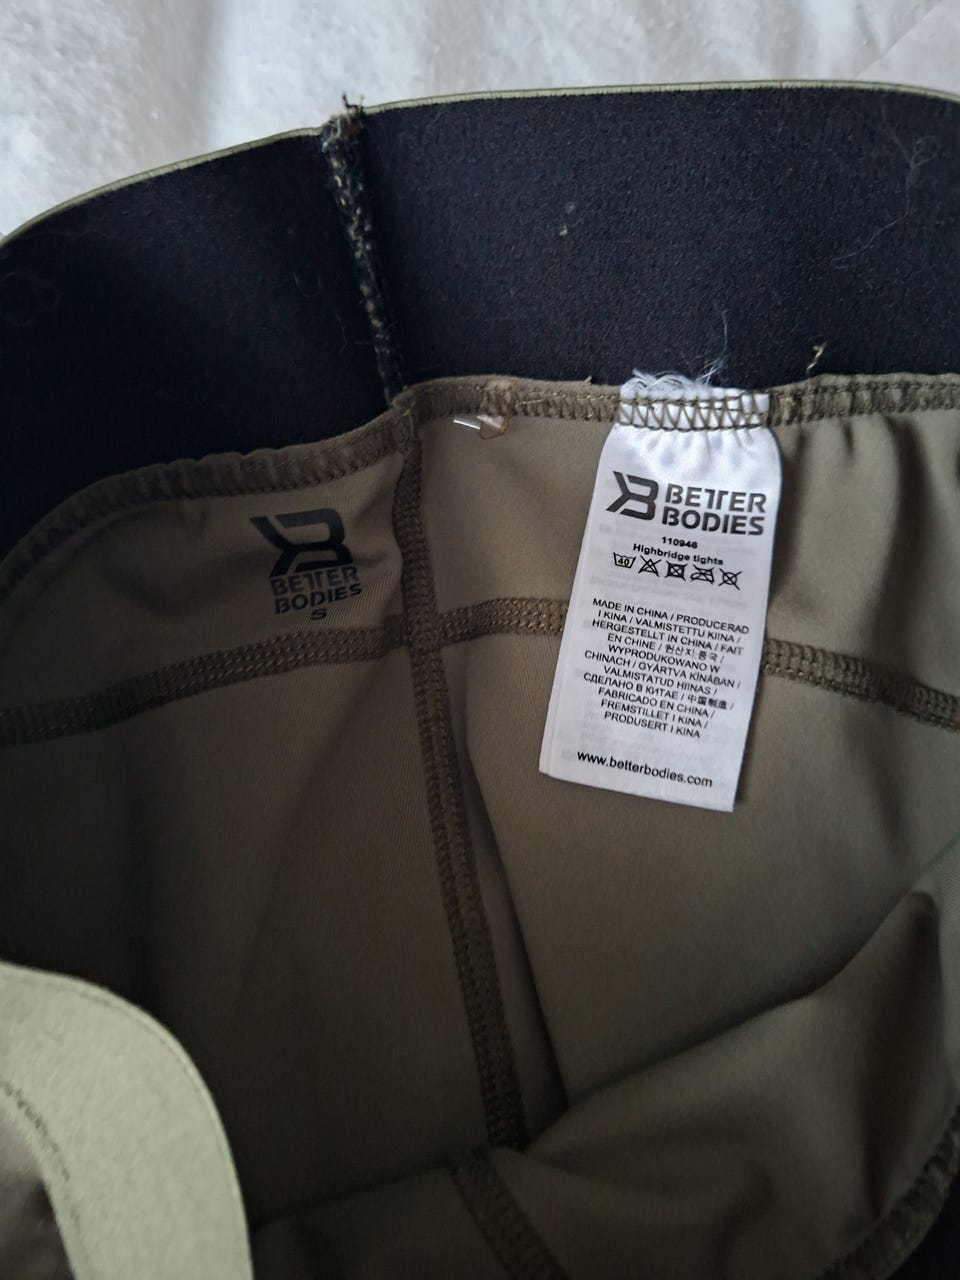 BETTER
BODIES
S
BETTER
BODIES
110946
Highbridge tights
40
MADE IN CHINA / PRODUCERAD
I KINA / VALMISTETTU KIINA /
HERGESTELLT IN CHINA / FAIT
EN CHINE / 원산지:중국 /
WYPRODUKOWANO W
CHINACH / GYÁRTVA KÍNÁBAN /
VALMISTATUD HIINAS /
СДЕЛАНО В КИТАЕ / 中国制造 /
FABRICADO EN CHINA /
FREMSTILLET I KINA /
PRODUSERT I KINA
www.betterbodies.com